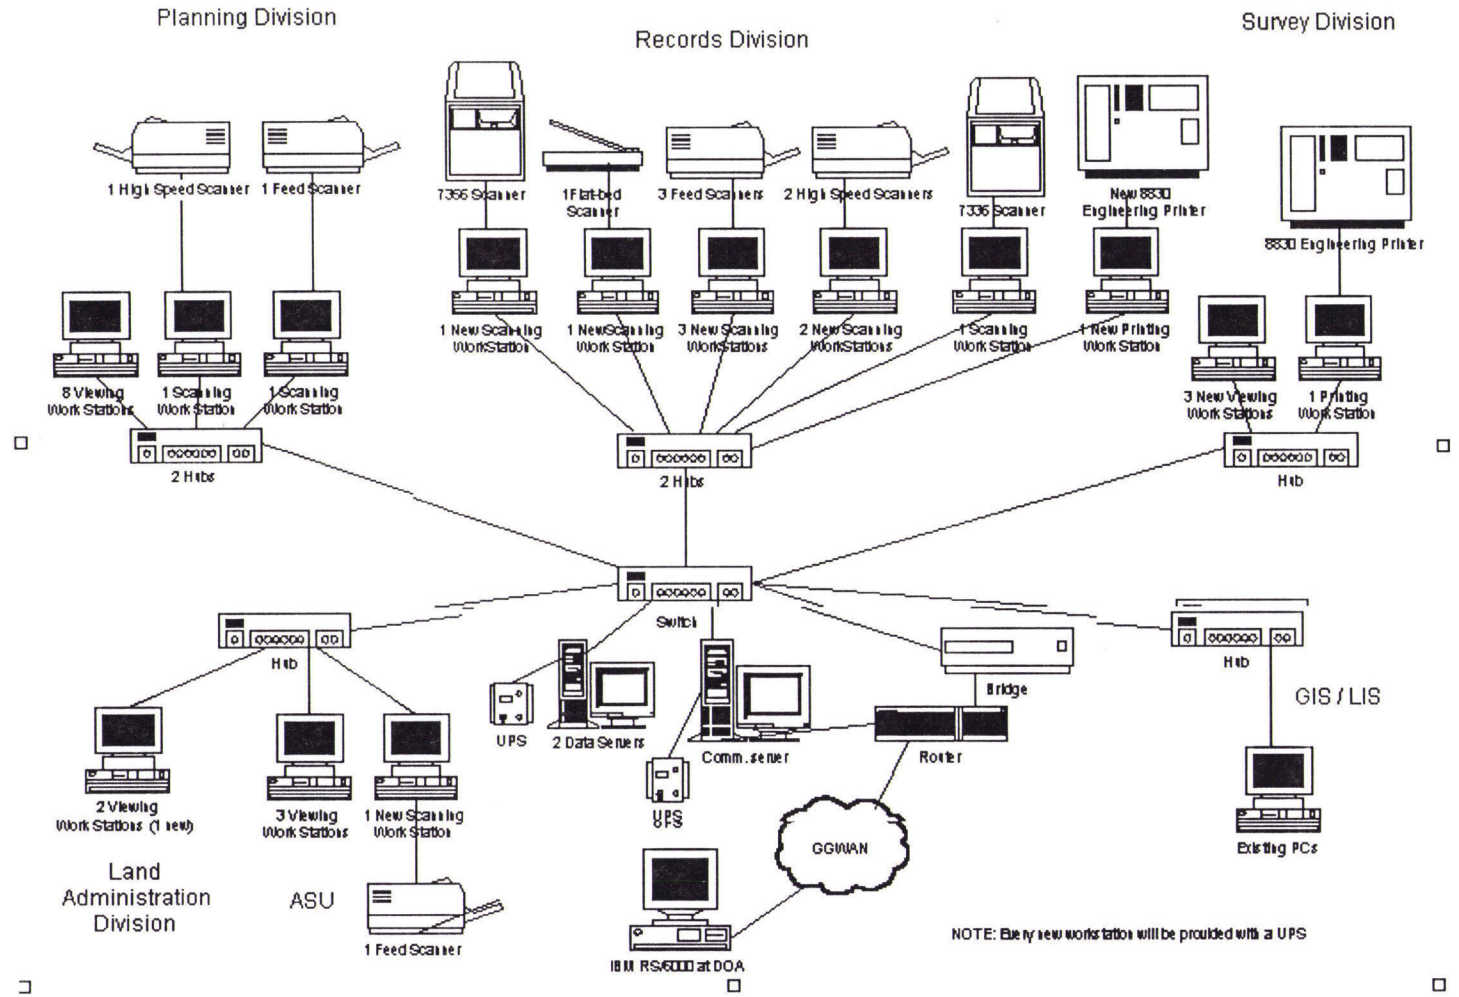 Planning Division
Records Division
Survey Division
1 High Speed Scanner
1 Feed Scanner
7366 Scanner
1 Flat-bed
Scanner
3 Feed Scanners
2 High Speed Scanners
7336 Scanner
New 8830
Engineering Printer
8830 Engineering Printer
8 Viewing
Work Stations
1 Scanning
Work Station
1 Scanning
Work Station
1 New Scanning
WorkStation
1 NewScanning
Work Station
3 New Scanning
WorkStations
2 New Scanning
Work Stations
1 Scanning
Work Station
1 New Printing
Work Station
3 New Viewing
Work Stations
1 Printing
Work Station
2 Hubs
2 Hubs
Hub
Switch
Hub
UPS
2 Data Servers
UPS
UPS
Comm. server
Bridge
Router
Hub
GIS / LIS
2 Viewing
Work Stations (1 new)
3 Viewing
Work Stations
1 New Scanning
Work Station
GGWAN
Existing PCs
Land
Administration
Division
ASU
1 Feed Scanner
IBM RS/6000 at DOA
NOTE: Every new workstation will be provided with a UPS